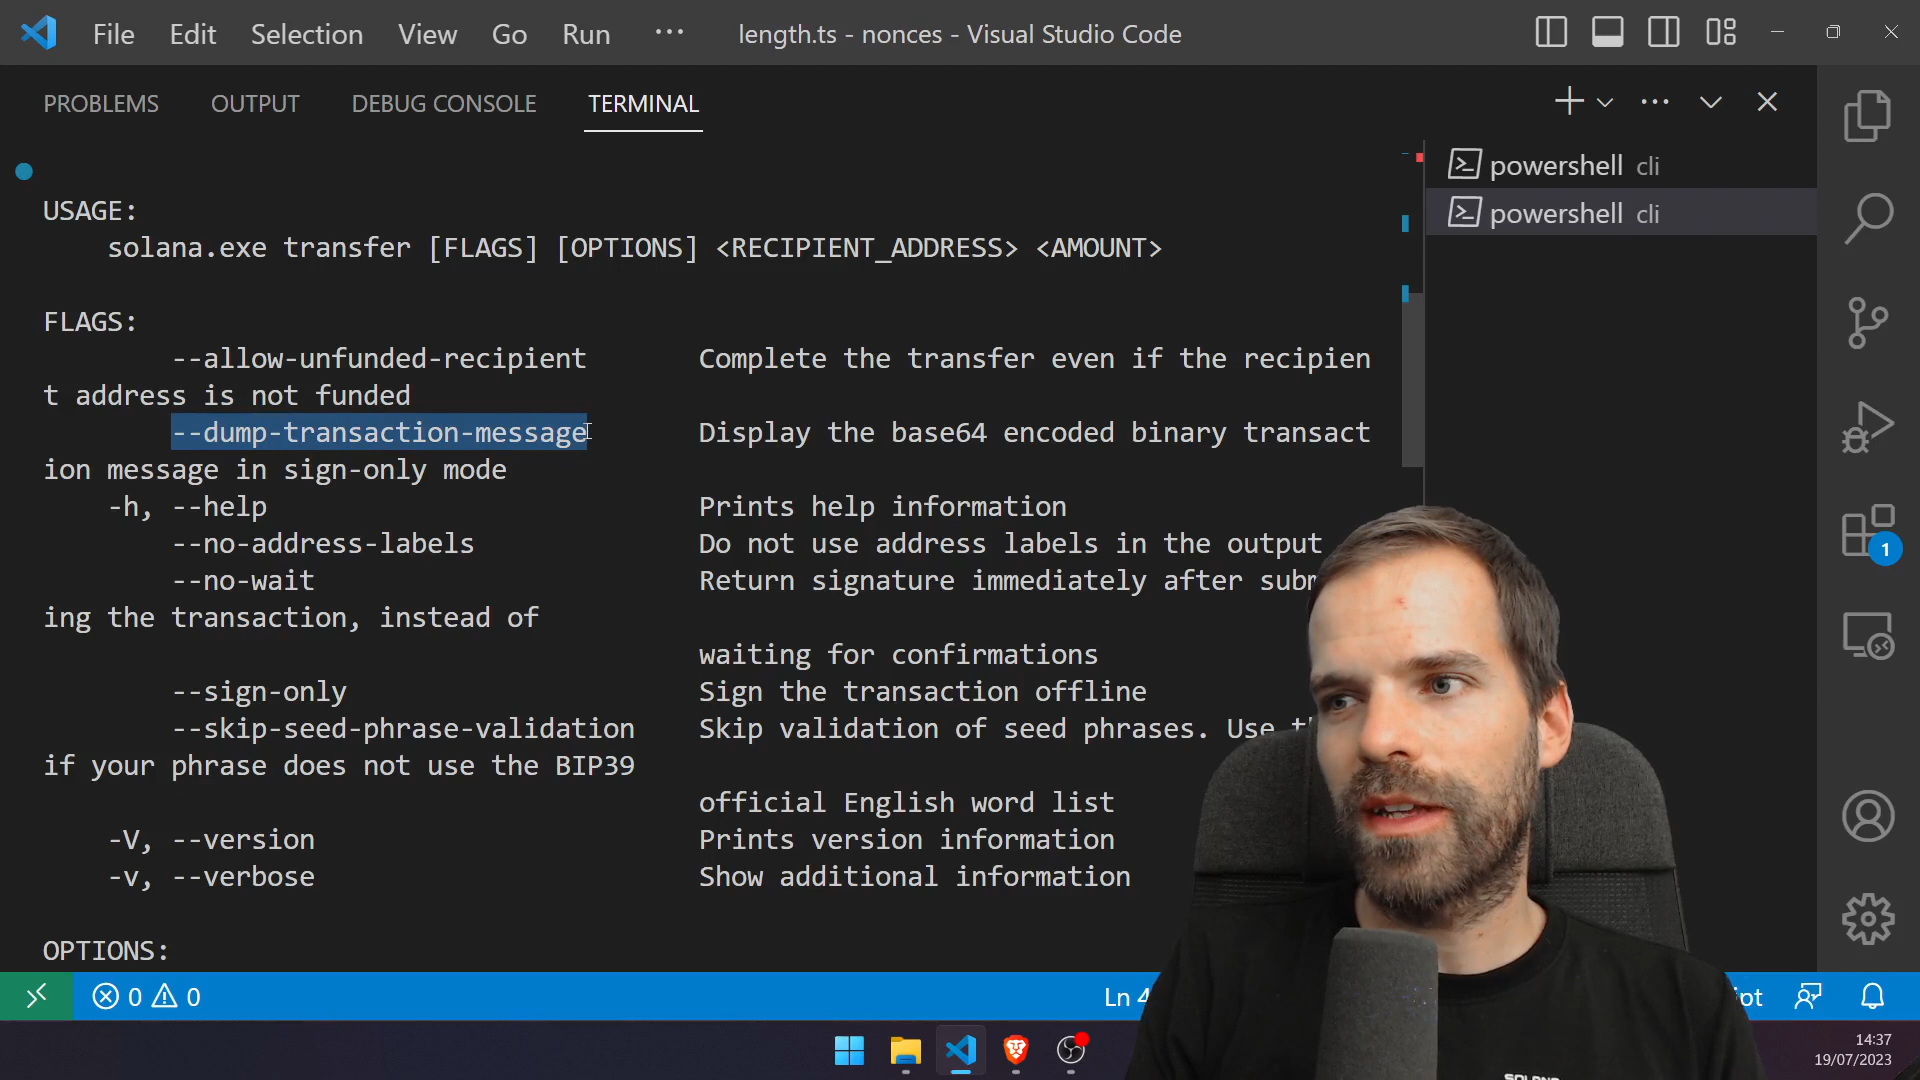 File Edit Selection View Go Run ··· length.ts - nonces - Visual Studio Code
PROBLEMS OUTPUT DEBUG CONSOLE TERMINAL
powershell cli
powershell cli
USAGE:
solana.exe transfer [FLAGS] [OPTIONS] <RECIPIENT_ADDRESS> <AMOUNT>
FLAGS:
--allow-unfunded-recipient Complete the transfer even if the recipien
t address is not funded
--dump-transaction-message Display the base64 encoded binary transact
ion message in sign-only mode
-h, --help Prints help information
--no-address-labels Do not use address labels in the output
--no-wait Return signature immediately after subm
ing the transaction, instead of
waiting for confirmations
--sign-only Sign the transaction offline
--skip-seed-phrase-validation Skip validation of seed phrases. Use
if your phrase does not use the BIP39
official English word list
-V, --version Prints version information
-v, --verbose Show additional information
OPTIONS:
1
0 0 Ln 4 ipt
14:37
19/07/2023
SOLANA